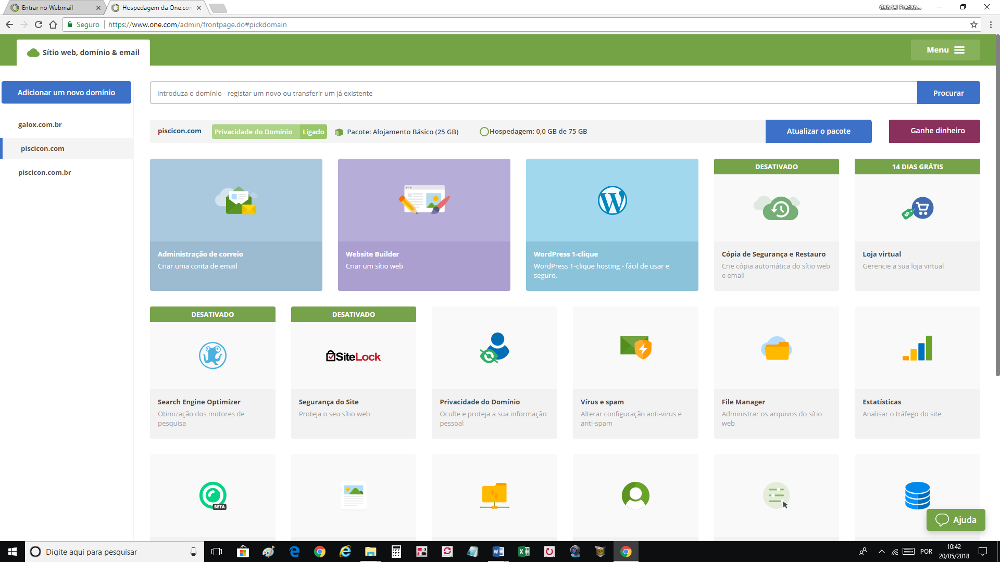 Entrar no Webmail
Hospedagem da One.com
Gabriel Predab...
Seguro
https://www.one.com/admin/frontpage.do#pickdomain
Sítio web, domínio & email
Menu
Adicionar um novo domínio
Introduza o domínio - registar um novo ou transferir um já existente
Procurar
galox.com.br
piscicon.com
piscicon.com.br
piscicon.com
Privacidade do Domínio
Ligado
Pacote: Alojamento Básico (25 GB)
Hospedagem: 0,0 GB de 75 GB
Atualizar o pacote
Ganhe dinheiro
Administração de correio
Criar uma conta de email
Website Builder
Criar um sítio web
WordPress 1-clique
WordPress 1-clique hosting - fácil de usar e
seguro.
DESATIVADO
Cópia de Segurança e Restauro
Crie cópia automática do sítio web
e email
14 DIAS GRÁTIS
Loja virtual
Gerencie a sua loja virtual
DESATIVADO
Search Engine Optimizer
Otimização dos motores de
pesquisa
DESATIVADO
SiteLock
Segurança do Site
Proteja o seu sítio web
Privacidade do Domínio
Oculte e proteja a sua informação
pessoal
Vírus e spam
Alterar configuração anti-virus e
anti-spam
File Manager
Administrar os arquivos do sítio
web
Estatísticas
Analisar o tráfego do site
BETA
Ajuda
Digite aqui para pesquisar
POR
10:42
20/05/2018